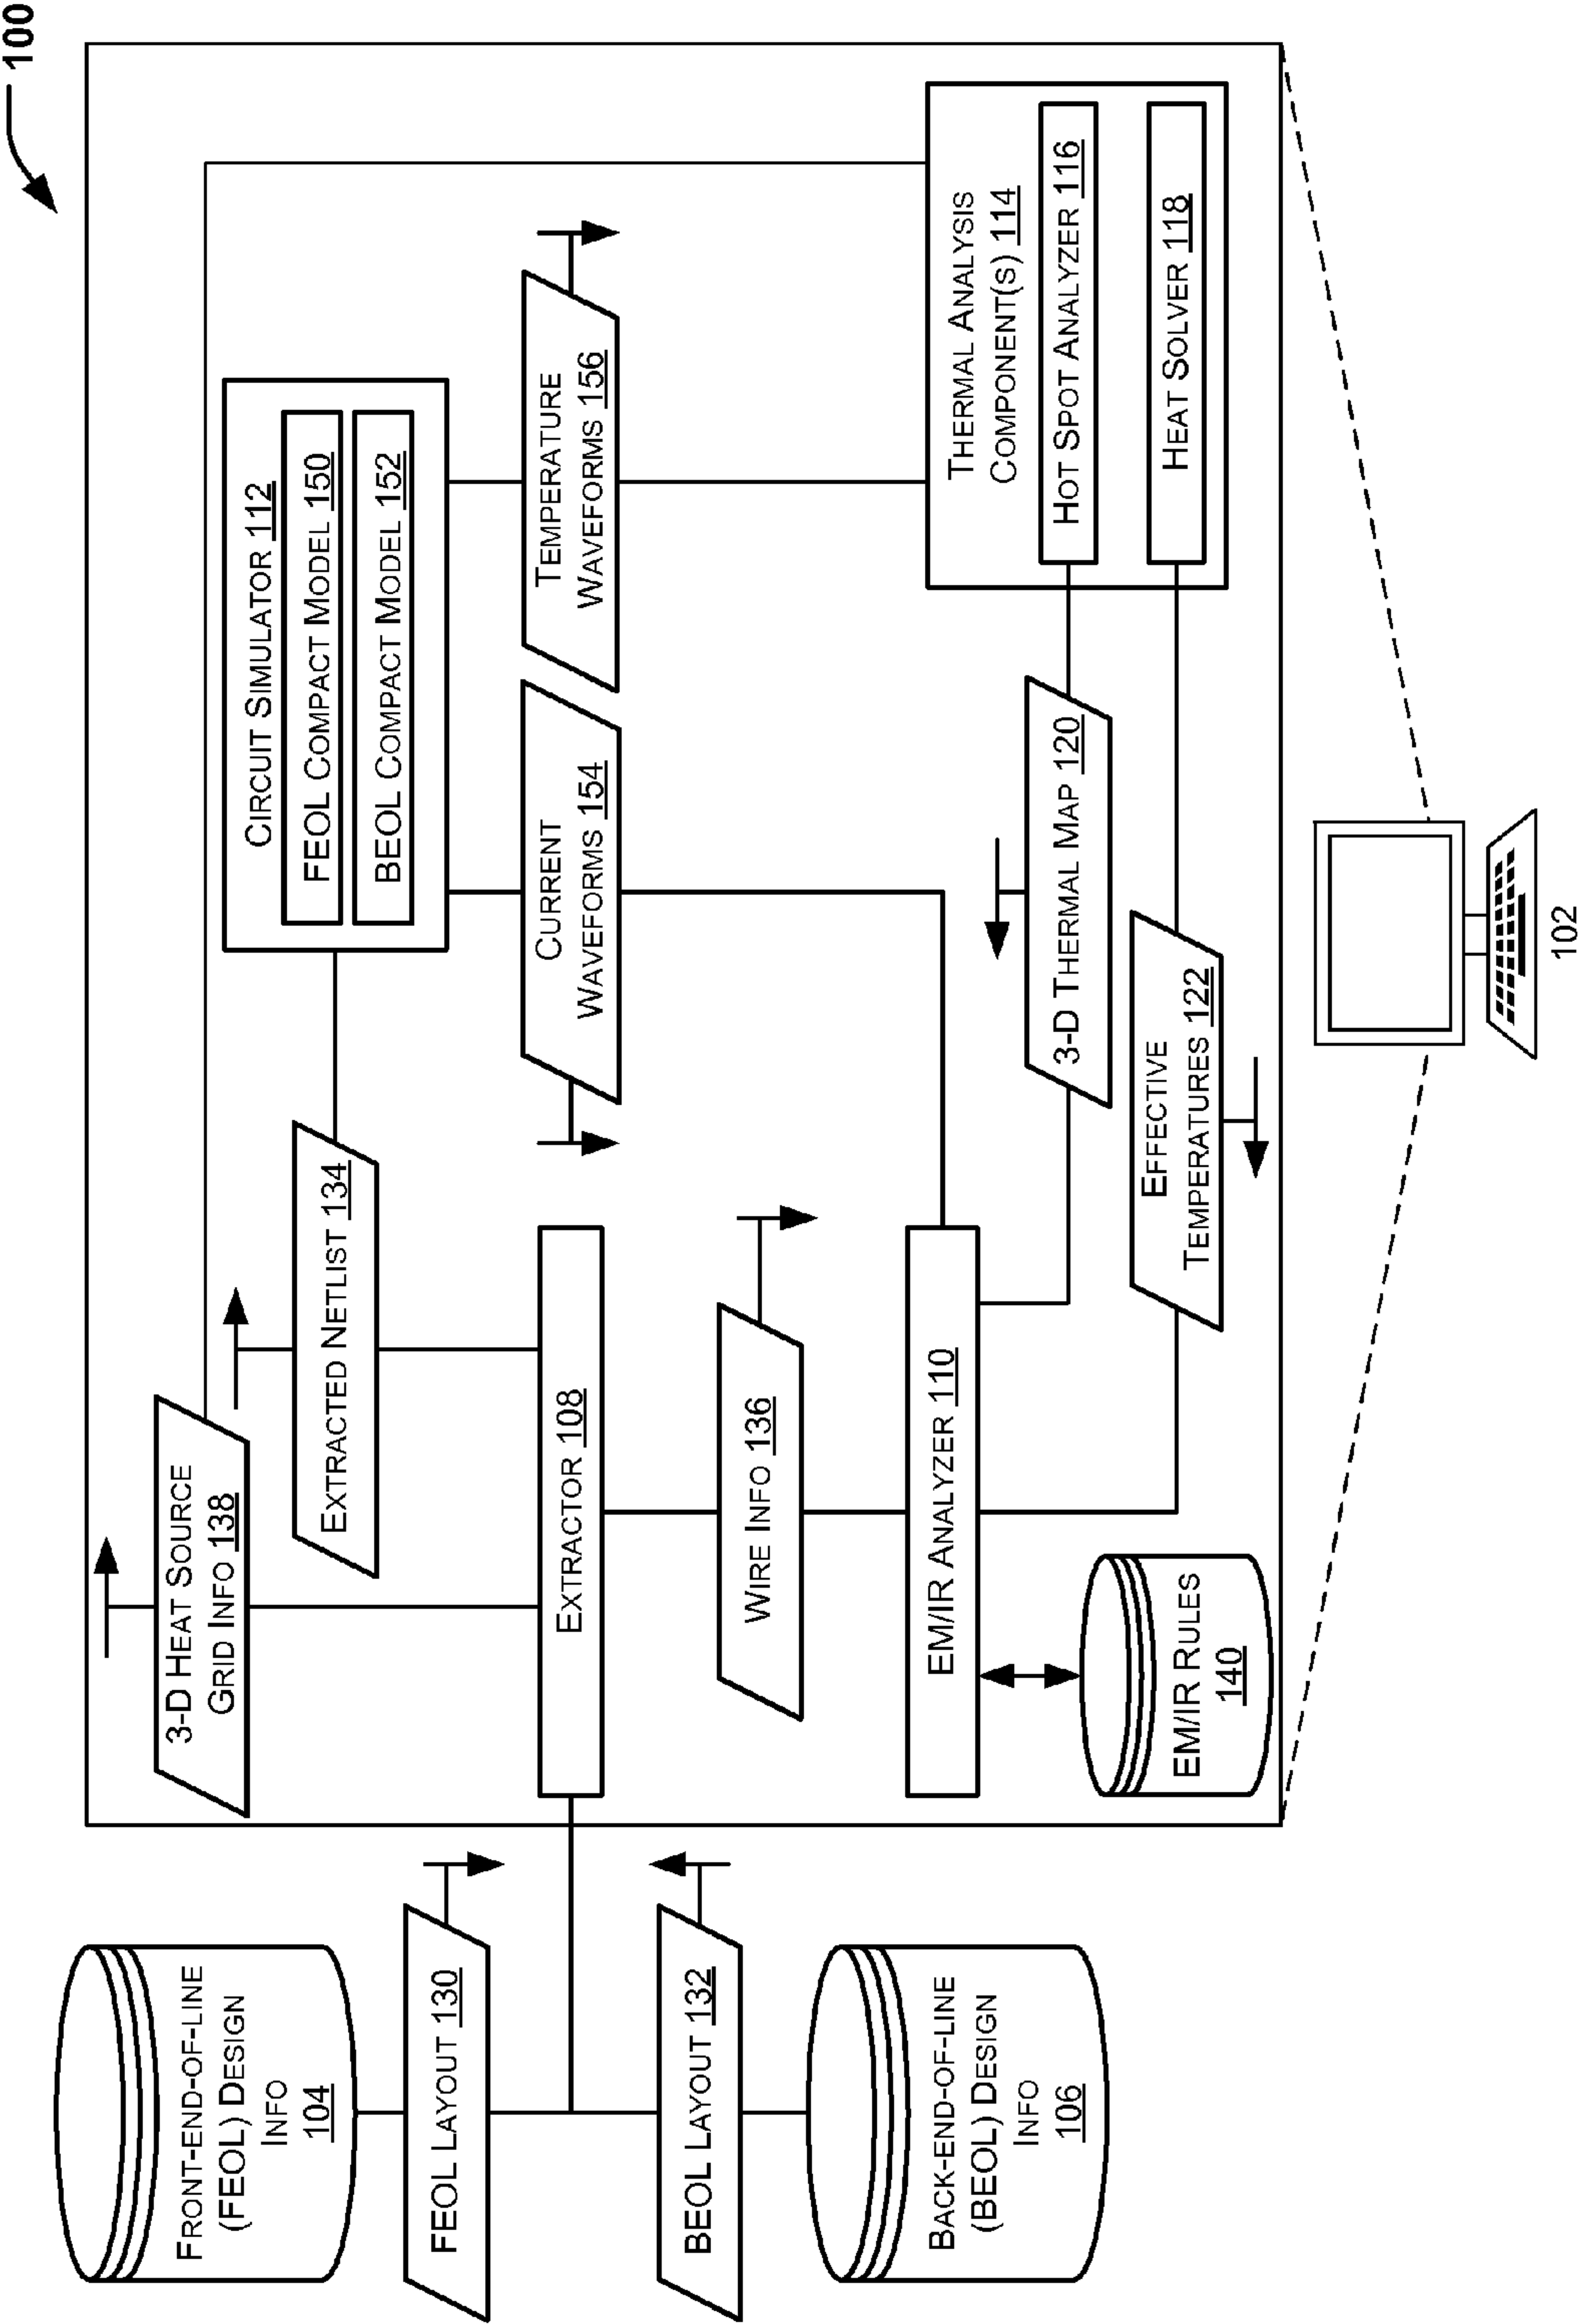 100
FRONT-END-OF-LINE
(FEOL) DESIGN
INFO
104
FEOL LAYOUT 130
BEOL LAYOUT 132
BACK-END-OF-LINE
(BEOL) DESIGN
INFO
106
3-D HEAT SOURCE
GRID INFO 138
EXTRACTED NETLIST 134
EXTRACTOR 108
WIRE INFO 136
EM/IR ANALYZER 110
EM/IR RULES
140
CIRCUIT SIMULATOR 112
FEOL COMPACT MODEL 150
BEOL COMPACT MODEL 152
CURRENT
WAVEFORMS 154
TEMPERATURE
WAVEFORMS 156
3-D THERMAL MAP 120
EFFECTIVE
TEMPERATURES 122
THERMAL ANALYSIS
COMPONENT(S) 114
HOT SPOT ANALYZER 116
HEAT SOLVER 118
102